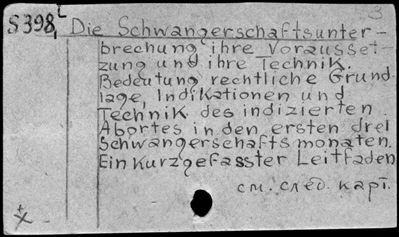 3
S398,L Die Schwangerschaftsunter-
brechung ihre Vorausset-
zung und ihre Technik.
Bedeutung rechtliche Grund-
lage, Indikationen und
Technik des indizierten
Abortes in den ersten drei
Schwangerschaftsmonaten.
Ein kurzgefasster Leitfaden
см. след. карт.